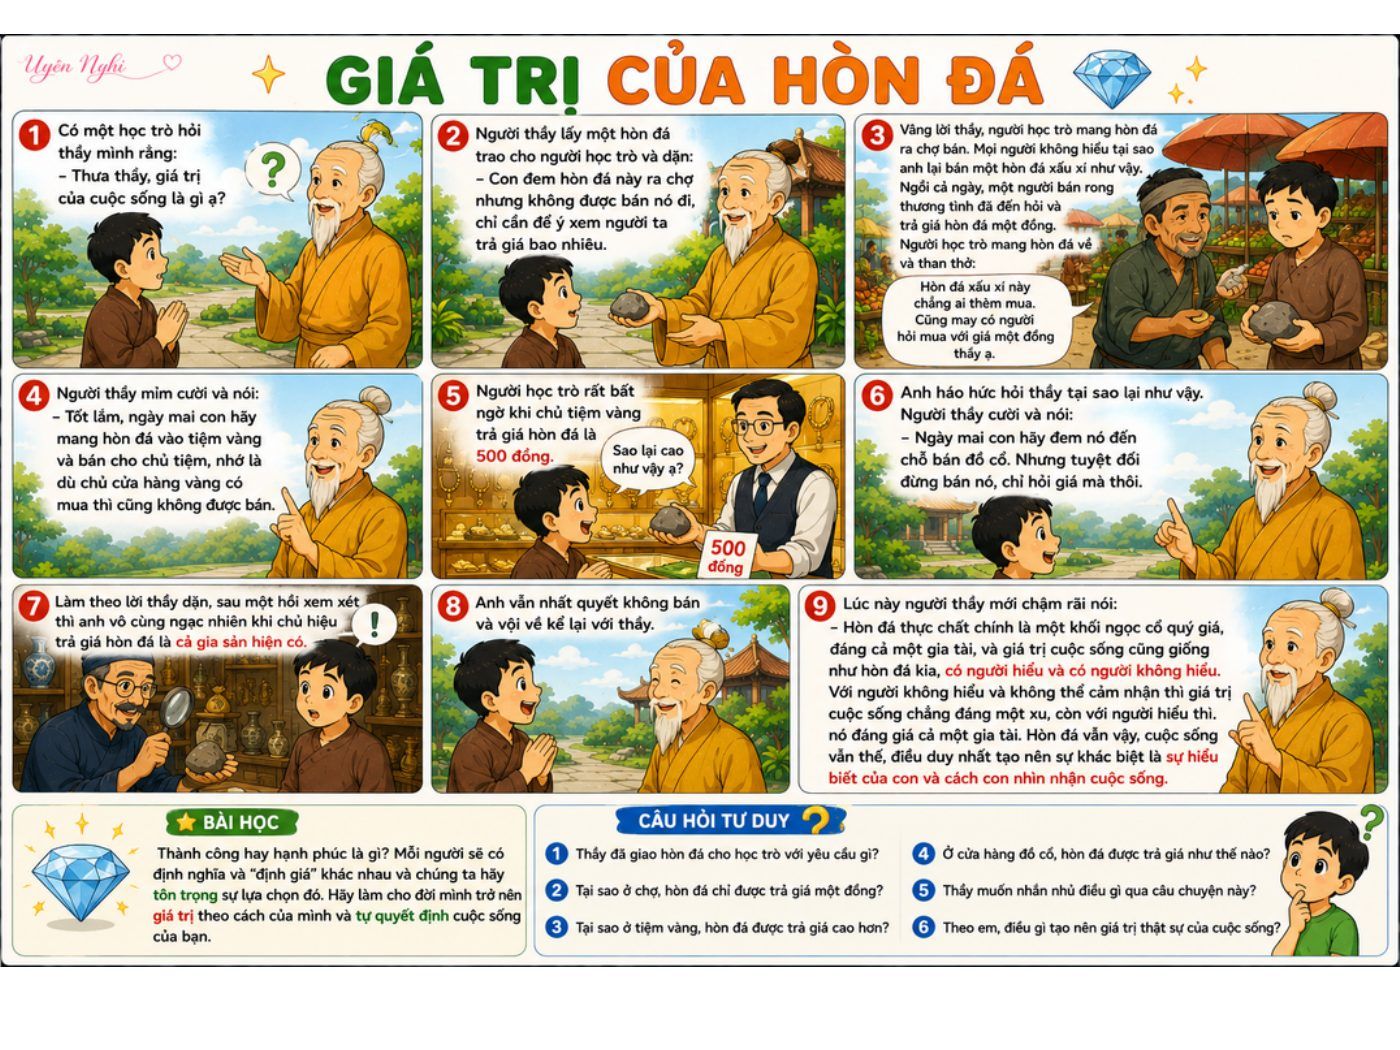 Uyên Nghi
GIÁ TRỊ CỦA HÒN ĐÁ
1
Có một học trò hỏi
thầy mình rằng:
– Thưa thầy, giá trị
của cuộc sống là gì ạ?
?
2
Người thầy lấy một hòn đá
trao cho người học trò và dặn:
– Con đem hòn đá này ra chợ
nhưng không được bán nó đi,
chỉ cần để ý xem người ta
trả giá bao nhiêu.
3
Vâng lời thầy, người học trò mang hòn đá
ra chợ bán. Mọi người không hiểu tại sao
anh lại bán một hòn đá xấu xí như vậy.
Ngồi cả ngày, một người bán rong
thương tình đã đến hỏi và
trả giá hòn đá một đồng.
Người học trò mang hòn đá về
và than thở:
Hòn đá xấu xí này
chẳng ai thèm mua.
Cũng may có người
hỏi mua với giá một đồng
thầy ạ.
4
Người thầy mỉm cười và nói:
– Tốt lắm, ngày mai con hãy
mang hòn đá vào tiệm vàng
và bán cho chủ tiệm, nhớ là
dù chủ cửa hàng vàng có
mua thì cũng không được bán.
5
Người học trò rất bất
ngờ khi chủ tiệm vàng
trả giá hòn đá là
500 đồng.
Sao lại cao
như vậy ạ?
500
đồng
6
Anh háo hức hỏi thầy tại sao lại như vậy.
Người thầy cười và nói:
– Ngày mai con hãy đem nó đến
chỗ bán đồ cổ. Nhưng tuyệt đối
đừng bán nó, chỉ hỏi giá mà thôi.
7
Làm theo lời thầy dặn, sau một hồi xem xét
thì anh vô cùng ngạc nhiên khi chủ hiệu
trả giá hòn đá là cả gia sản hiện có.
!
8
Anh vẫn nhất quyết không bán
và vội về kể lại với thầy.
9
Lúc này người thầy mới chậm rãi nói:
– Hòn đá thực chất chính là một khối ngọc cổ quý giá,
đáng cả một gia tài, và giá trị cuộc sống cũng giống
như hòn đá kia, có người hiểu và có người không hiểu.
Với người không hiểu và không thể cảm nhận thì giá trị
cuộc sống chẳng đáng một xu, còn với người hiểu thì.
nó đáng giá cả một gia tài. Hòn đá vẫn vậy, cuộc sống
vẫn thế, điều duy nhất tạo nên sự khác biệt là sự hiểu
biết của con và cách con nhìn nhận cuộc sống.
BÀI HỌC
Thành công hay hạnh phúc là gì? Mỗi người sẽ có
định nghĩa và “định giá” khác nhau và chúng ta hãy
tôn trọng sự lựa chọn đó. Hãy làm cho đời mình trở nên
giá trị theo cách của mình và tự quyết định cuộc sống
của bạn.
CÂU HỎI TƯ DUY ?
1 Thầy đã giao hòn đá cho học trò với yêu cầu gì?
2 Tại sao ở chợ, hòn đá chỉ được trả giá một đồng?
3 Tại sao ở tiệm vàng, hòn đá được trả giá cao hơn?
4 Ở cửa hàng đồ cổ, hòn đá được trả giá như thế nào?
5 Thầy muốn nhắn nhủ điều gì qua câu chuyện này?
6 Theo em, điều gì tạo nên giá trị thật sự của cuộc sống?
?